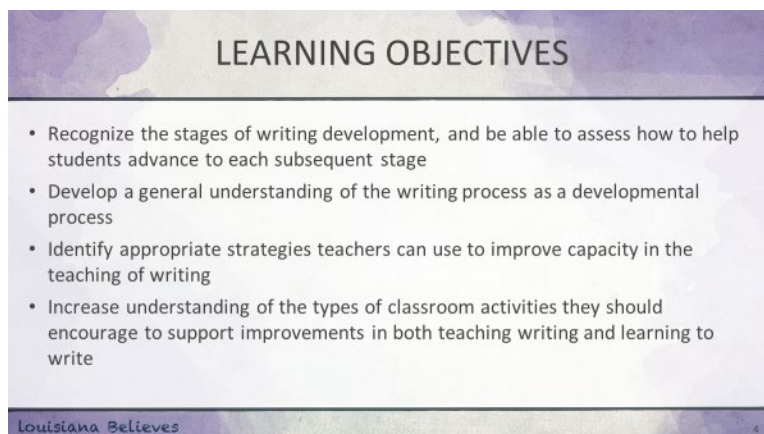 LEARNING OBJECTIVES
• Recognize the stages of writing development, and be able to assess how to help
students advance to each subsequent stage
• Develop a general understanding of the writing process as a developmental
process
• Identify appropriate strategies teachers can use to improve capacity in the
teaching of writing
• Increase understanding of the types of classroom activities they should
encourage to support improvements in both teaching writing and learning to
write
Louisiana Believes
4